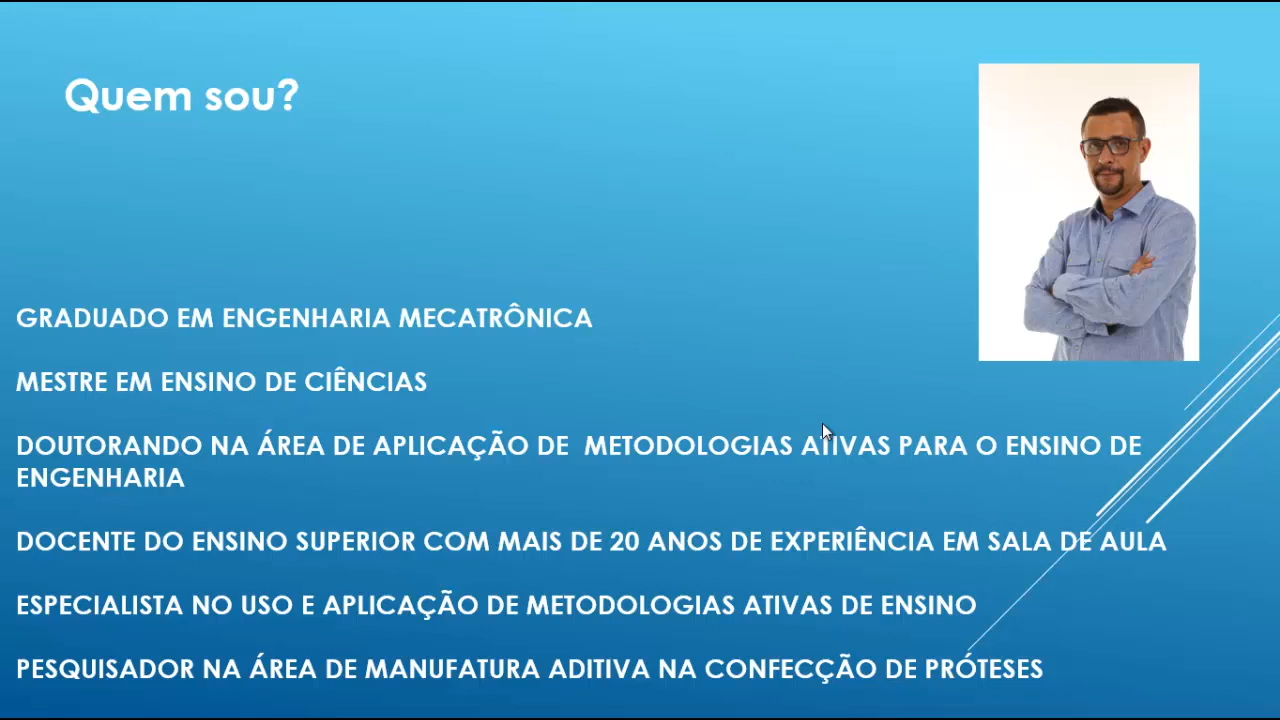 Quem sou?
GRADUADO EM ENGENHARIA MECATRÔNICA
MESTRE EM ENSINO DE CIÊNCIAS
DOUTORANDO NA ÁREA DE APLICAÇÃO DE METODOLOGIAS ATIVAS PARA O ENSINO DE
ENGENHARIA
DOCENTE DO ENSINO SUPERIOR COM MAIS DE 20 ANOS DE EXPERIÊNCIA EM SALA DE AULA
ESPECIALISTA NO USO E APLICAÇÃO DE METODOLOGIAS ATIVAS DE ENSINO
PESQUISADOR NA ÁREA DE MANUFATURA ADITIVA NA CONFECÇÃO DE PRÓTESES